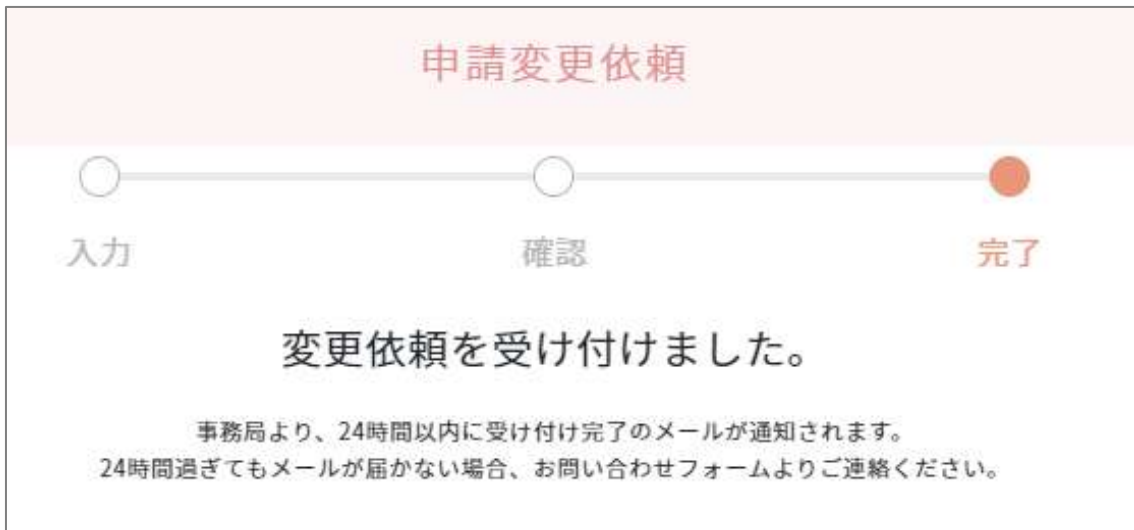 申請変更依頼
入力
確認
完了
変更依頼を受け付けました。
事務局より、24時間以内に受け付け完了のメールが通知されます。
24時間過ぎてもメールが届かない場合、お問い合わせフォームよりご連絡ください。